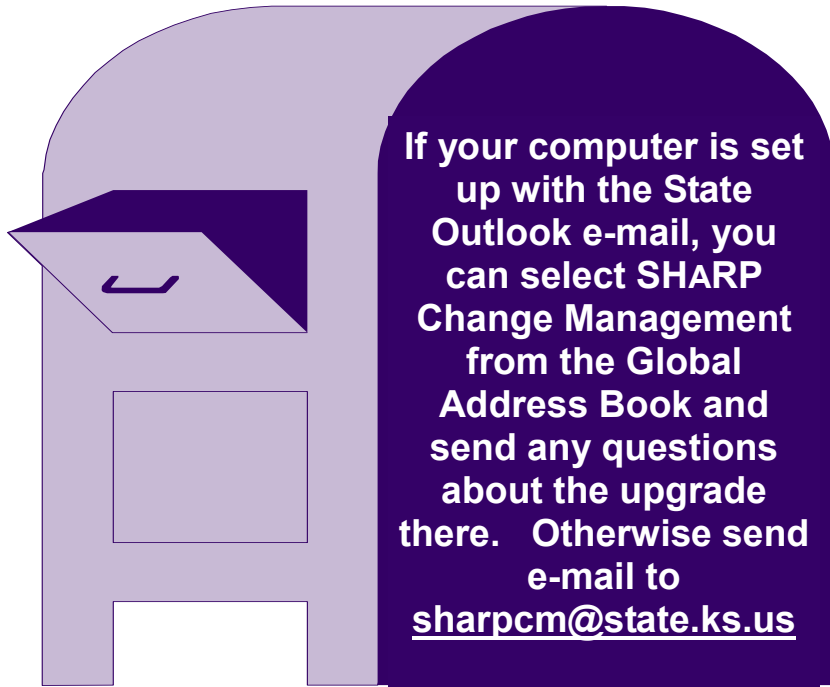 If your computer is set
up with the State
Outlook e-mail, you
can select SHARP
Change Management
from the Global
Address Book and
send any questions
about the upgrade
there.   Otherwise send
e-mail to
sharpcm@state.ks.us